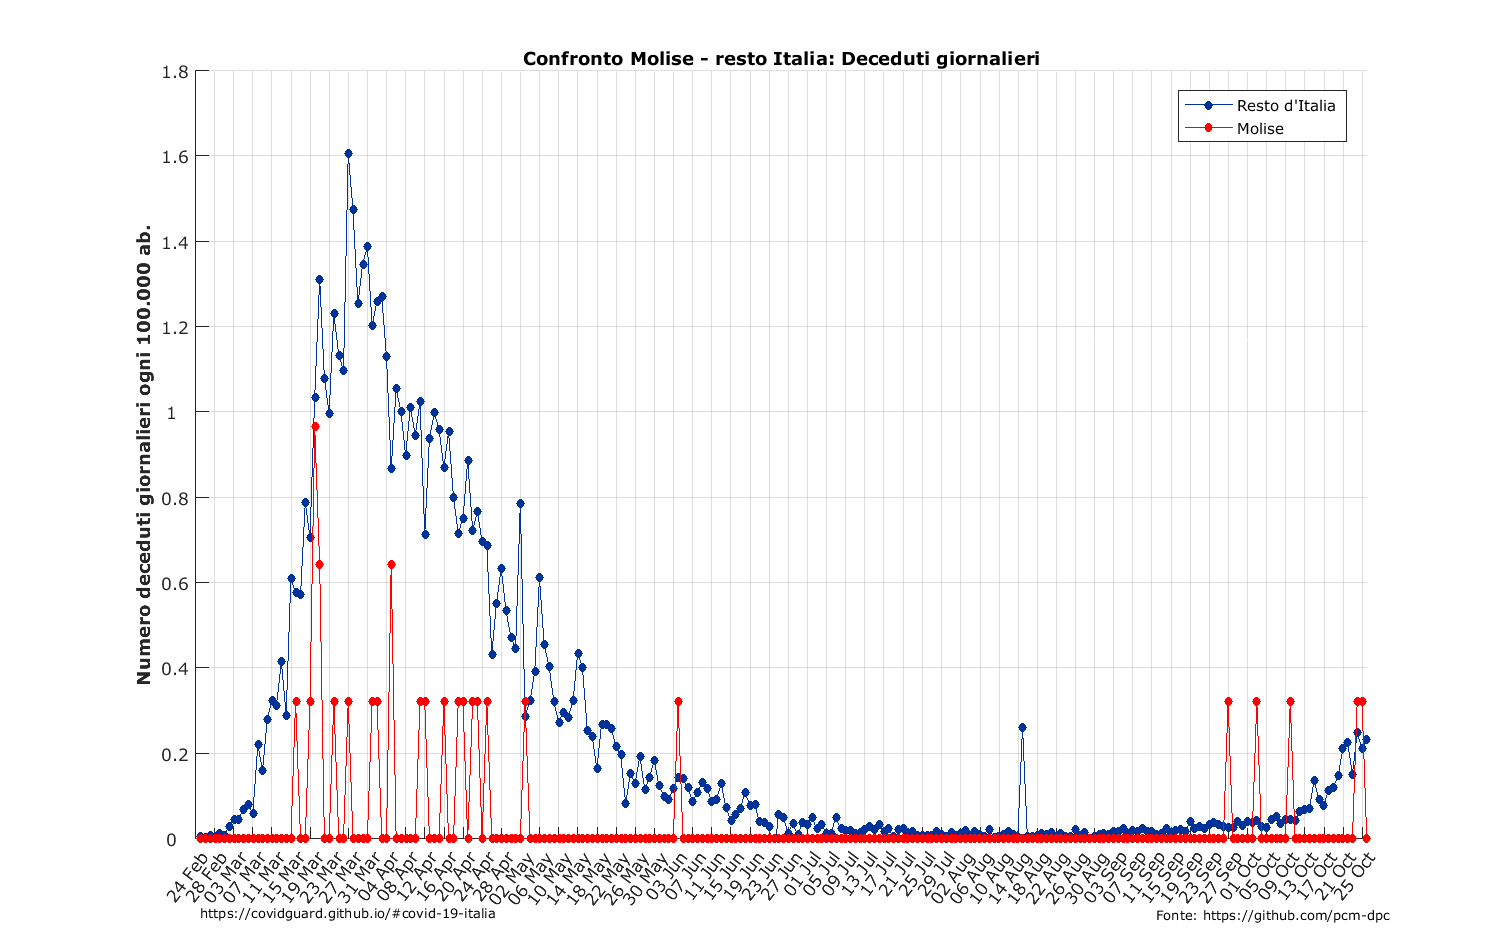 Confronto Molise - resto Italia: Deceduti giornalieri
Resto d'Italia
Molise
Numero deceduti giornalieri ogni 100.000 ab.
1.8
1.6
1.4
1.2
1
0.8
0.6
0.4
0.2
0
24 Feb
28 Feb
03 Mar
07 Mar
11 Mar
15 Mar
19 Mar
23 Mar
27 Mar
31 Mar
04 Apr
08 Apr
12 Apr
16 Apr
20 Apr
24 Apr
28 Apr
02 May
06 May
10 May
14 May
18 May
22 May
26 May
30 May
03 Jun
07 Jun
11 Jun
15 Jun
19 Jun
23 Jun
27 Jun
01 Jul
05 Jul
09 Jul
13 Jul
17 Jul
21 Jul
25 Jul
29 Jul
02 Aug
06 Aug
10 Aug
14 Aug
18 Aug
22 Aug
26 Aug
30 Aug
03 Sep
07 Sep
11 Sep
15 Sep
19 Sep
23 Sep
27 Sep
01 Oct
05 Oct
09 Oct
13 Oct
17 Oct
21 Oct
25 Oct
https://covidguard.github.io/#covid-19-italia
Fonte: https://github.com/pcm-dpc